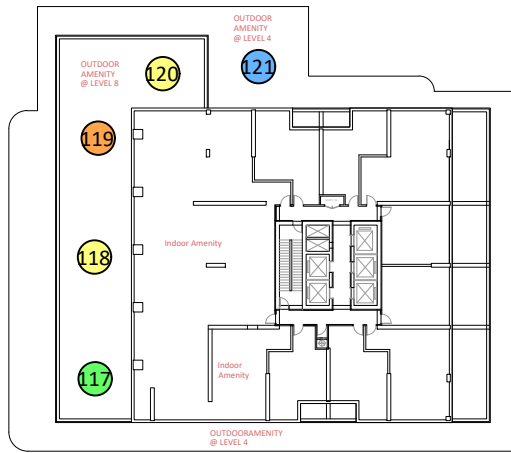 OUTDOOR
AMENITY
@ LEVEL 4
OUTDOOR
AMENITY
@ LEVEL 8
120
121
119
Indoor Amenity
118
Indoor
Amenity
117
OUTDOORAMENITY
@ LEVEL 4